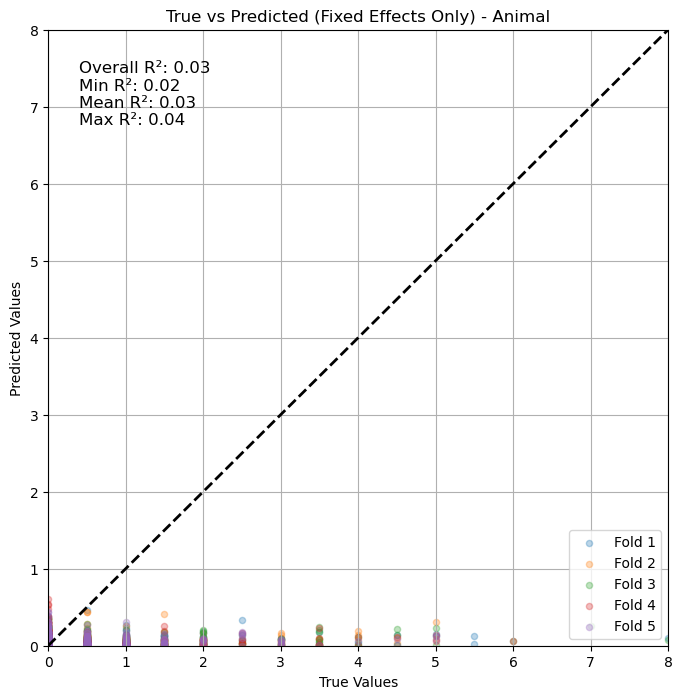 True vs Predicted (Fixed Effects Only) - Animal
Overall R²: 0.03
Min R²: 0.02
Mean R²: 0.03
Max R²: 0.04
8
7
6
5
4
3
2
1
0
Predicted Values
Fold 1
Fold 2
Fold 3
Fold 4
Fold 5
0 1 2 3 4 5 6 7 8
True Values